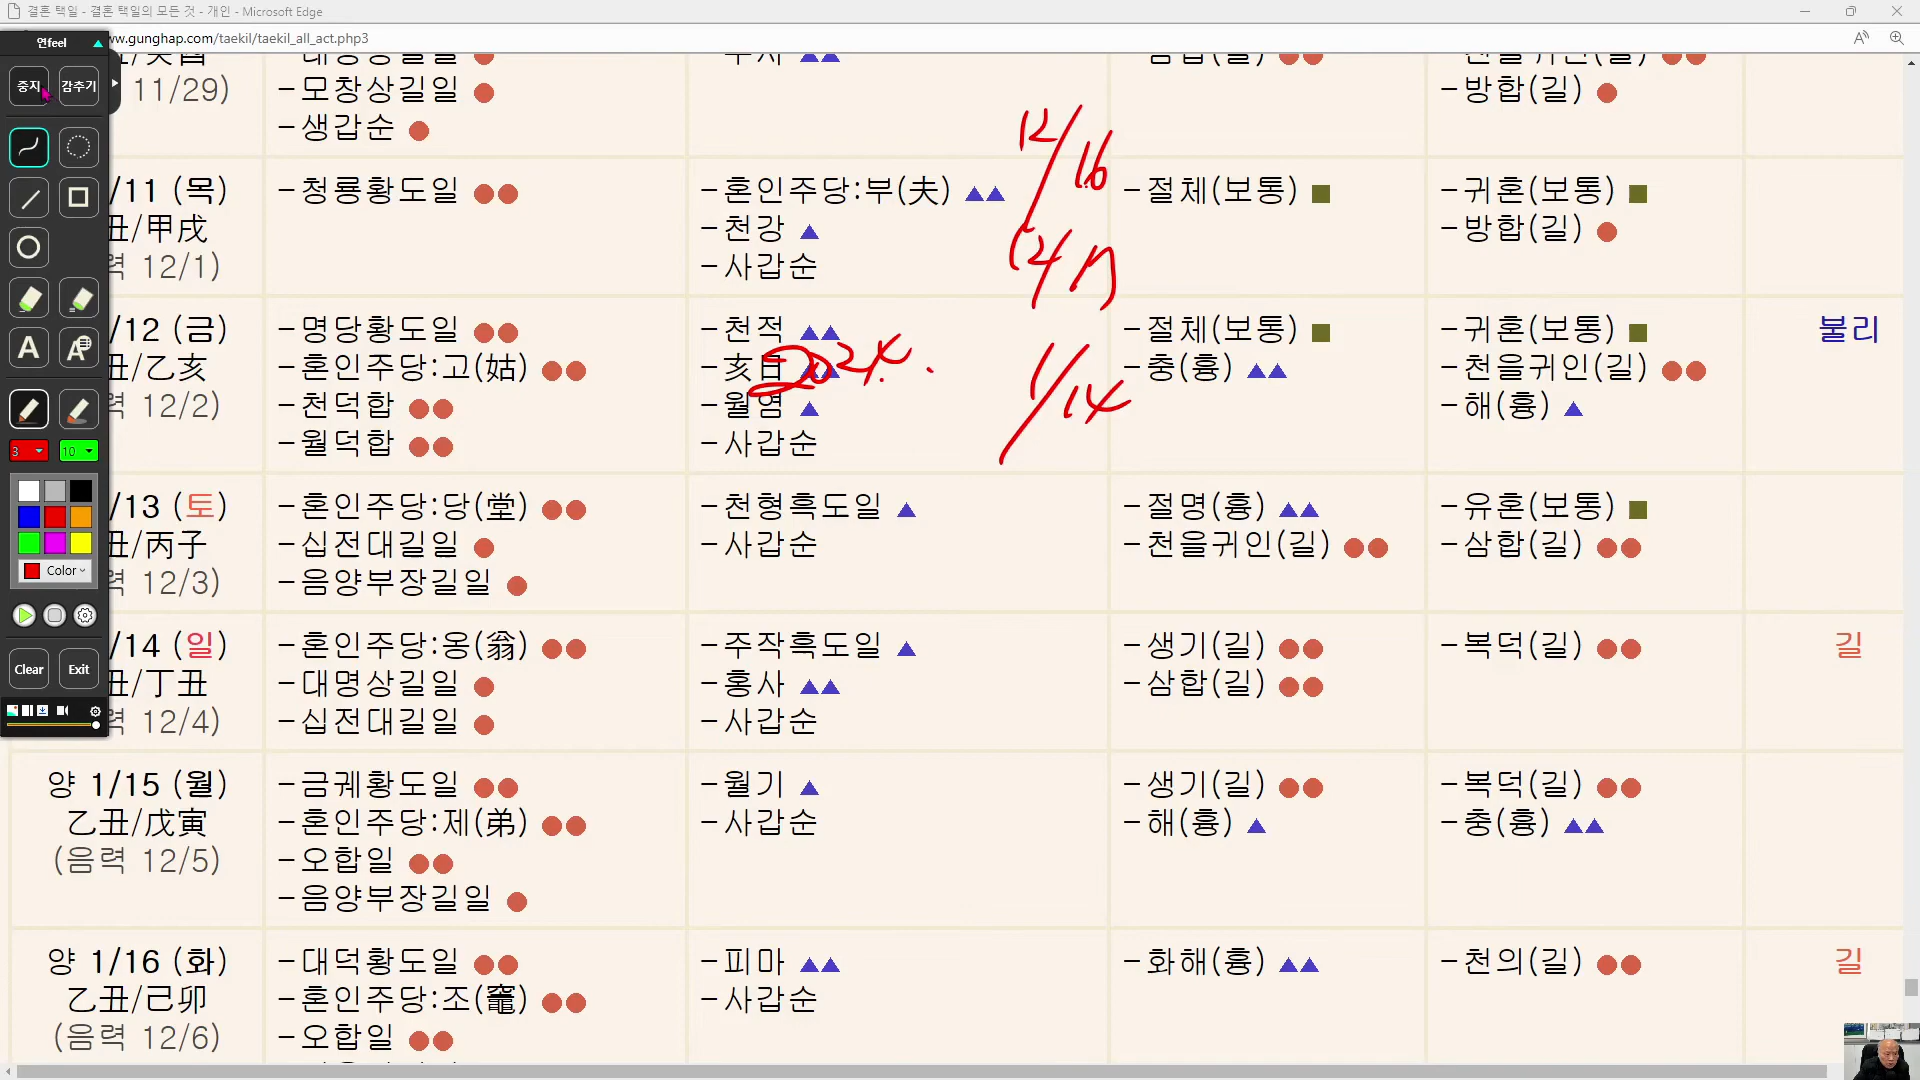 결혼 택일 - 결혼 택일의 모든 것 - 개인 - Microsoft Edge
www.gunghap.com/taekil/taekil_all_act.php3
연feel
중지 감추기
A
3 10
Color
Clear Exit
11/29)
-모창상길일
-생갑순
-방합(길)
/11 (목)
丑/甲戌
력 12/1)
-청룡황도일
-혼인주당:부(夫)
-천강
-사갑순
-절체(보통)
-귀혼(보통)
-방합(길)
/12 (금)
丑/乙亥
력 12/2)
-명당황도일
-혼인주당:고(姑)
-천덕합
-월덕합
-천적
-亥日
-월염
-사갑순
-절체(보통)
-충(흉)
-귀혼(보통)
-천을귀인(길)
-해(흉)
불리
/13 (토)
丑/丙子
력 12/3)
-혼인주당:당(堂)
-십전대길일
-음양부장길일
-천형흑도일
-사갑순
-절명(흉)
-천을귀인(길)
-유혼(보통)
-삼합(길)
/14 (일)
丑/丁丑
력 12/4)
-혼인주당:옹(翁)
-대명상길일
-십전대길일
-주작흑도일
-홍사
-사갑순
-생기(길)
-삼합(길)
-복덕(길)
길
양 1/15 (월)
乙丑/戊寅
(음력 12/5)
-금궤황도일
-혼인주당:제(弟)
-오합일
-음양부장길일
-월기
-사갑순
-생기(길)
-해(흉)
-복덕(길)
-충(흉)
양 1/16 (화)
乙丑/己卯
(음력 12/6)
-대덕황도일
-혼인주당:조(竈)
-오합일
-피마
-사갑순
-화해(흉)
-천의(길)
길
12/16
12/17
2024.
1/14